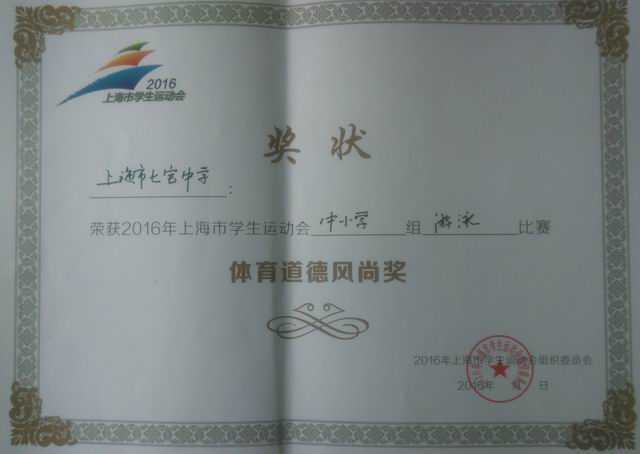 2016
上海市学生运动会
奖状
上海市七宝中学：
荣获2016年上海市学生运动会中小学组游泳比赛
体育道德风尚奖
2016年上海市学生运动会组织委员会
2016年 日